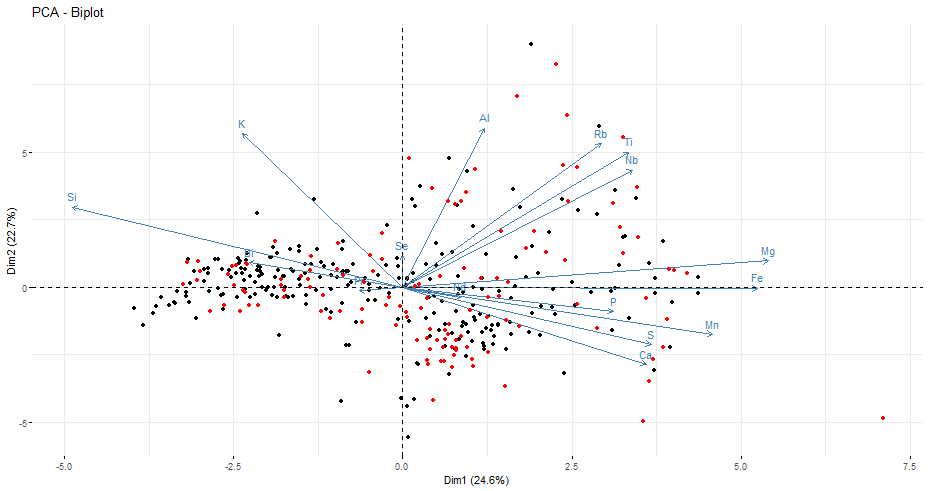 PCA - Biplot
Al
K
Rb
Ti
Nb
Si
Se
Mg
Fe
P
Mn
S
Ca
5
0
-5
Dim2 (22.7%)
-5.0
-2.5
0.0
2.5
5.0
7.5
Dim1 (24.6%)